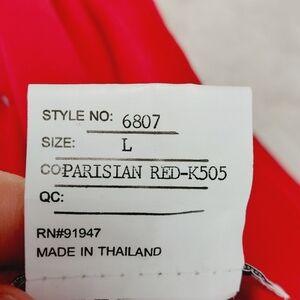 STYLE NO: 6807
SIZE: L
CO: PARISIAN RED-K505
QC:
RN#91947
MADE IN THAILAND